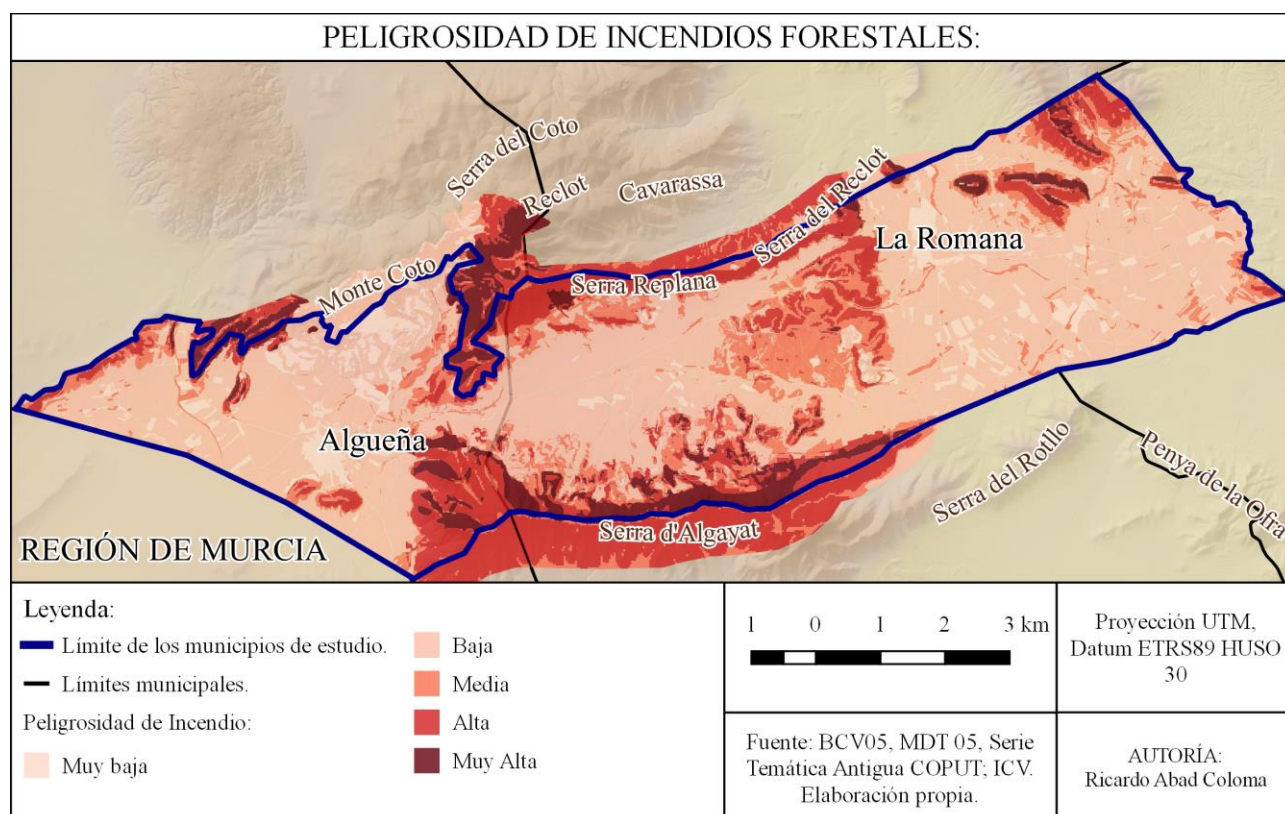 PELIGROSIDAD DE INCENDIOS FORESTALES:
Serra del Coto
Reclot
Cavarassa
Serra del Reclot
La Romana
Monte Coto
Serra Replana
Algueña
Serra d'Algayat
Serra del Rotllo
Penya de la Ofra
REGIÓN DE MURCIA
Leyenda:
Límite de los municipios de estudio.
Límites municipales.
Peligrosidad de Incendio:
Muy baja
Baja
Media
Alta
Muy Alta
1 0 1 2 3 km
Proyección UTM,
Datum ETRS89 HUSO
30
Fuente: BCV05, MDT 05, Serie
Temática Antigua COPUT; ICV.
Elaboración propia.
AUTORÍA:
Ricardo Abad Coloma